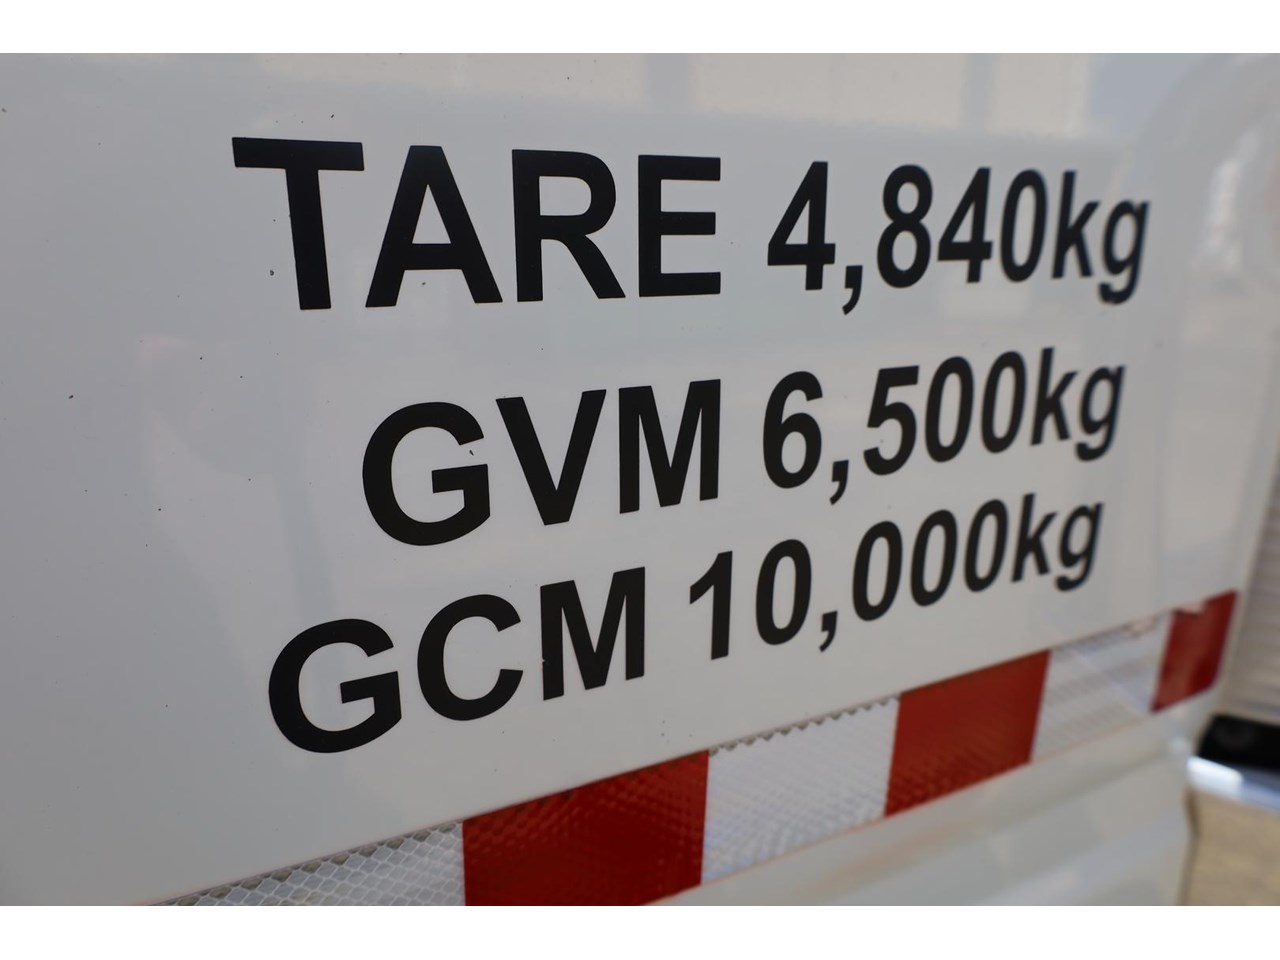 TARE 4,840kg
GVM 6,500kg
GCM 10,000kg